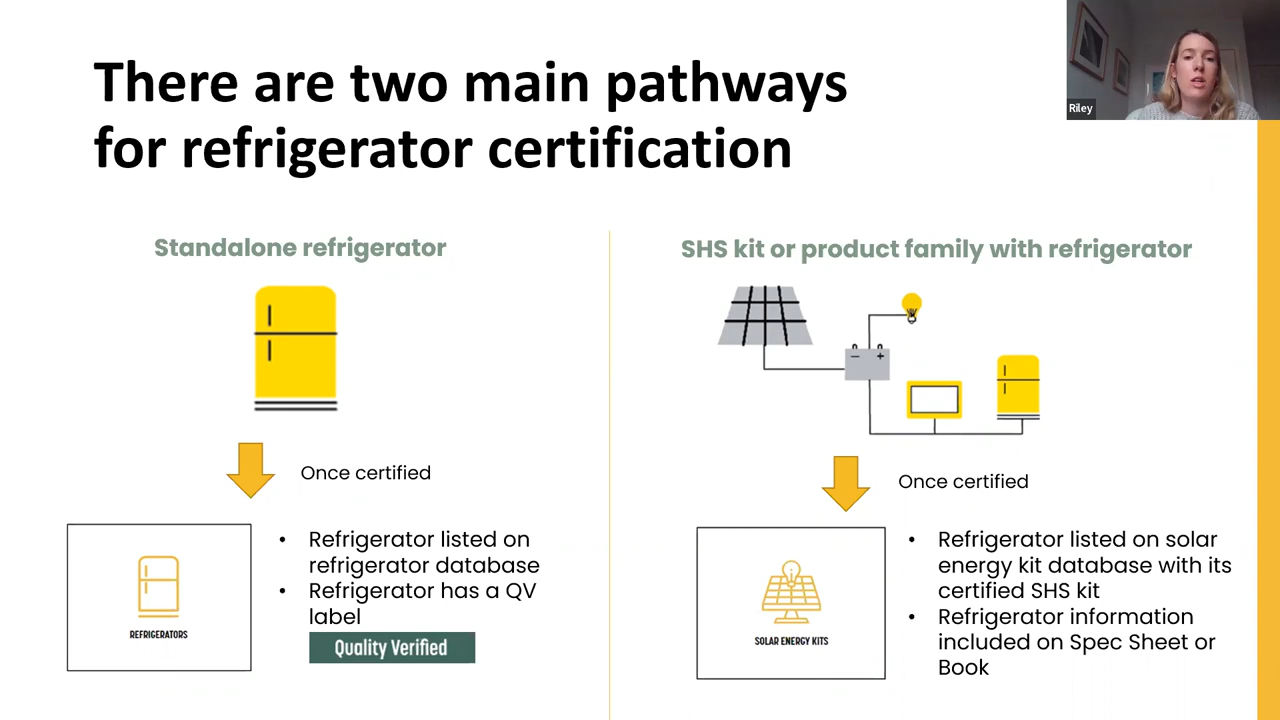 There are two main pathways
for refrigerator certification
Riley
Standalone refrigerator
Once certified
REFRIGERATORS
• Refrigerator listed on
refrigerator database
• Refrigerator has a QV
label
Quality Verified
SHS kit or product family with refrigerator
− +
Once certified
SOLAR ENERGY KITS
• Refrigerator listed on solar
energy kit database with its
certified SHS kit
• Refrigerator information
included on Spec Sheet or
Book